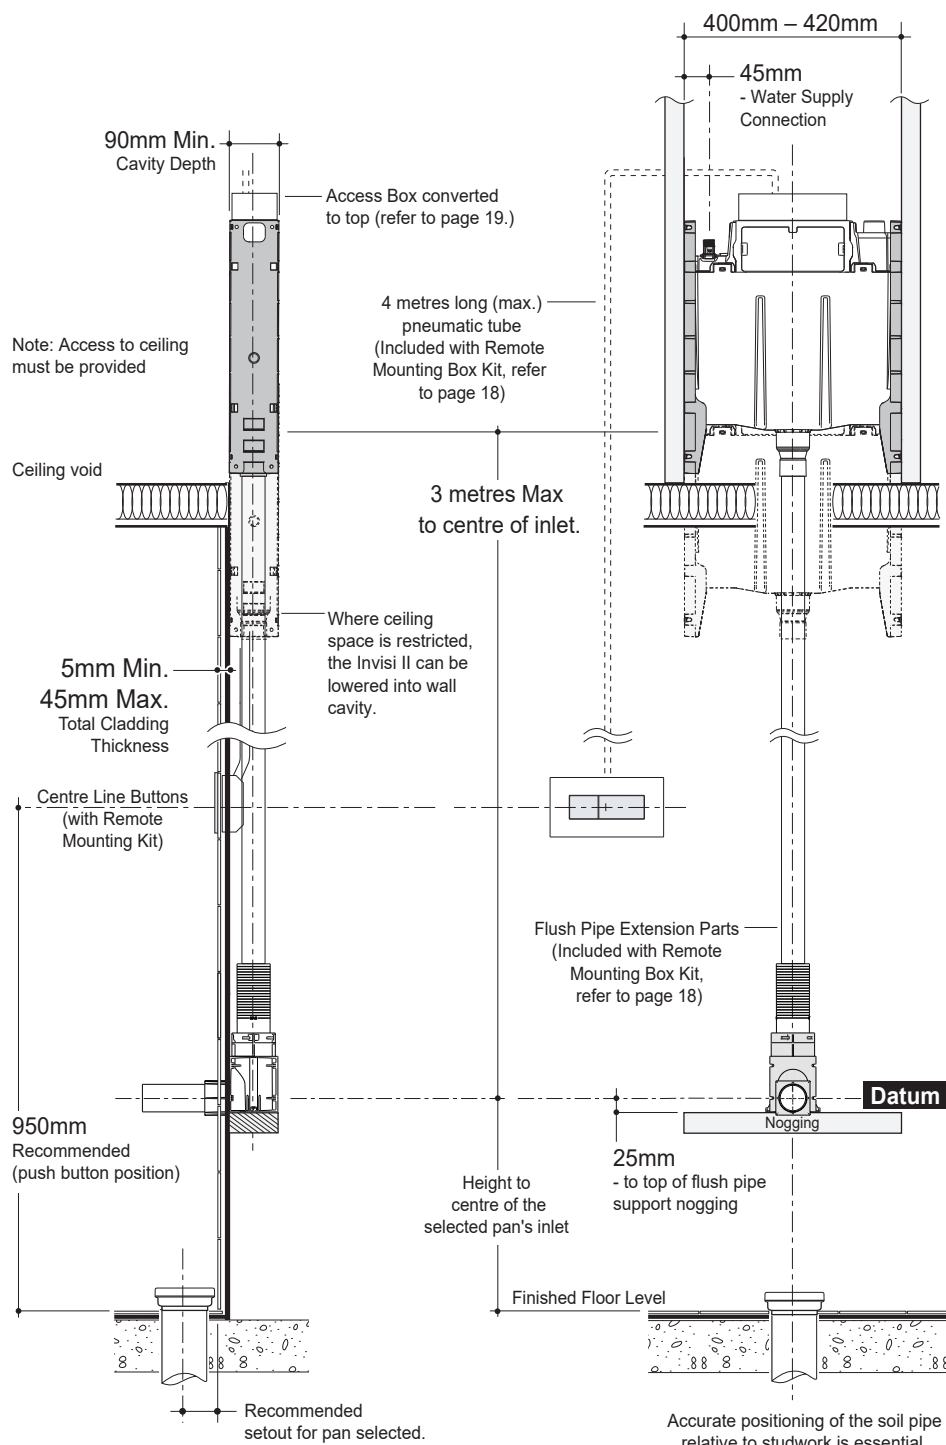 400mm – 420mm
45mm
- Water Supply
Connection
90mm Min.
Cavity Depth
Access Box converted
to top (refer to page 19.)
4 metres long (max.)
pneumatic tube
(Included with Remote
Mounting Box Kit, refer
to page 18)
Note: Access to ceiling
must be provided
Ceiling void
3 metres Max
to centre of inlet.
Where ceiling
space is restricted,
the Invisi II can be
lowered into wall
cavity.
5mm Min.
45mm Max.
Total Cladding
Thickness
Centre Line Buttons
(with Remote
Mounting Kit)
Flush Pipe Extension Parts
(Included with Remote
Mounting Box Kit,
refer to page 18)
Datum
Nogging
950mm
Recommended
(push button position)
25mm
- to top of flush pipe
support nogging
Height to
centre of the
selected pan's inlet
Finished Floor Level
Recommended
setout for pan selected.
Accurate positioning of the soil pipe
relative to studwork is essential